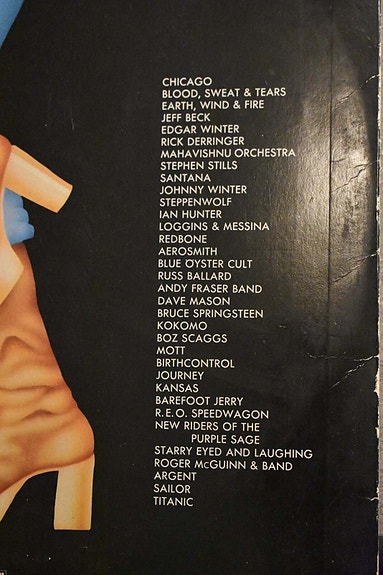 CHICAGO
BLOOD, SWEAT & TEARS
EARTH, WIND & FIRE
JEFF BECK
EDGAR WINTER
RICK DERRINGER
MAHAVISHNU ORCHESTRA
STEPHEN STILLS
SANTANA
JOHNNY WINTER
STEPPENWOLF
IAN HUNTER
LOGGINS & MESSINA
REDBONE
AEROSMITH
BLUE ÖYSTER CULT
RUSS BALLARD
ANDY FRASER BAND
DAVE MASON
BRUCE SPRINGSTEEN
KOKOMO
BOZ SCAGGS
MOTT
BIRTHCONTROL
JOURNEY
KANSAS
BAREFOOT JERRY
R.E.O. SPEEDWAGON
NEW RIDERS OF THE
PURPLE SAGE
STARRY EYED AND LAUGHING
ROGER McGUINN & BAND
ARGENT
SAILOR
TITANIC